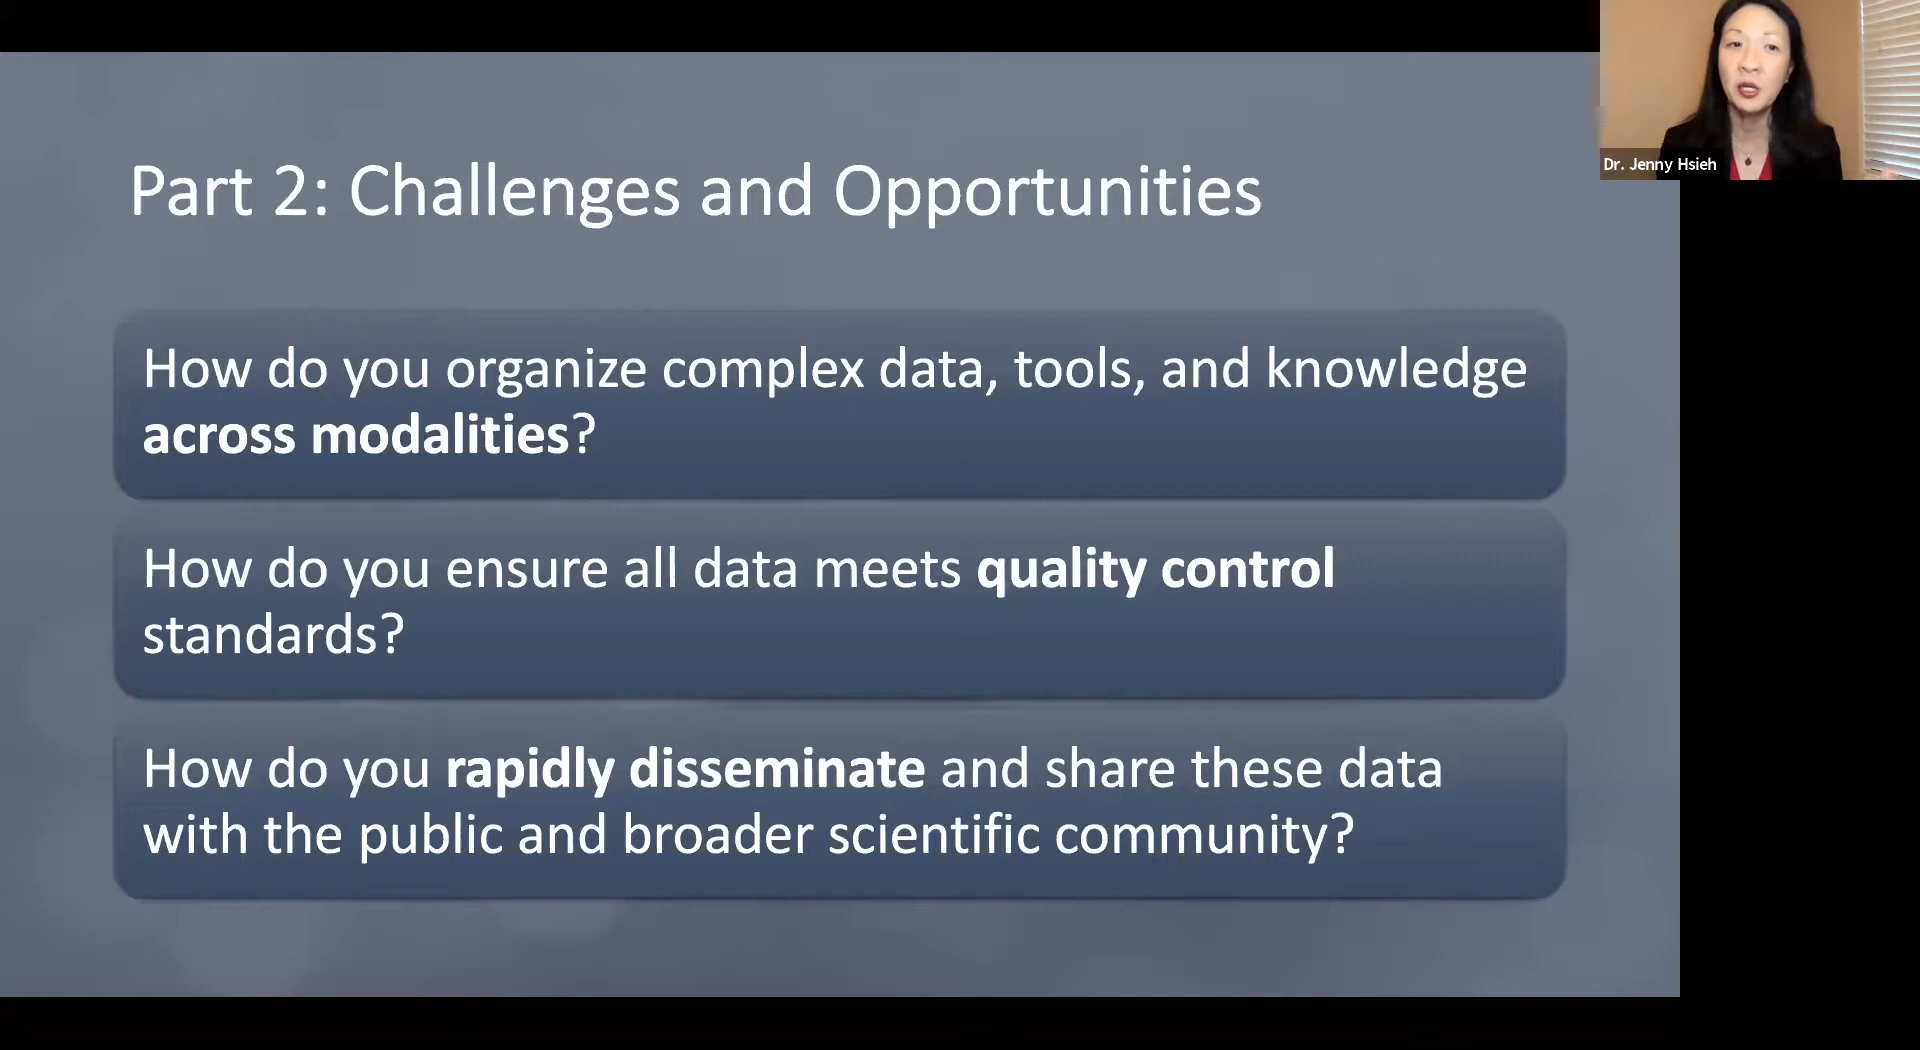 Dr. Jenny Hsieh
Part 2: Challenges and Opportunities
How do you organize complex data, tools, and knowledge
across modalities?
How do you ensure all data meets quality control
standards?
How do you rapidly disseminate and share these data
with the public and broader scientific community?